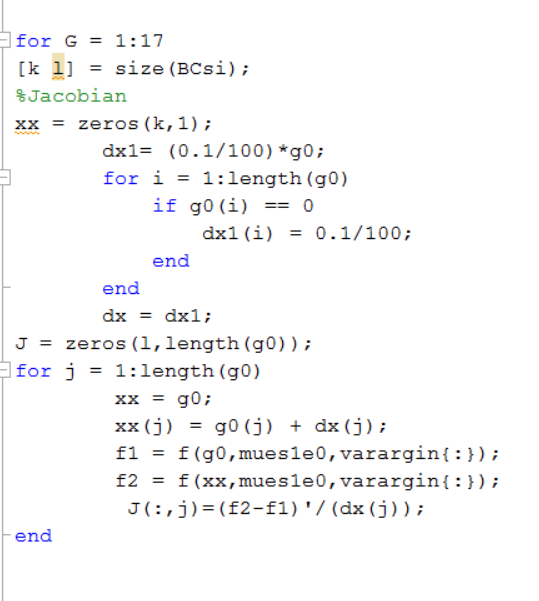 for G = 1:17
[k l] = size(BCsi);
%Jacobian
xx = zeros(k,1);
dx1= (0.1/100)*g0;
for i = 1:length(g0)
if g0(i) == 0
dx1(i) = 0.1/100;
end
end
dx = dx1;
J = zeros(l,length(g0));
for j = 1:length(g0)
xx = g0;
xx(j) = g0(j) + dx(j);
f1 = f(g0,mues1e0,varargin{:});
f2 = f(xx,mues1e0,varargin{:});
J(:,j)=(f2-f1)'/(dx(j));
end